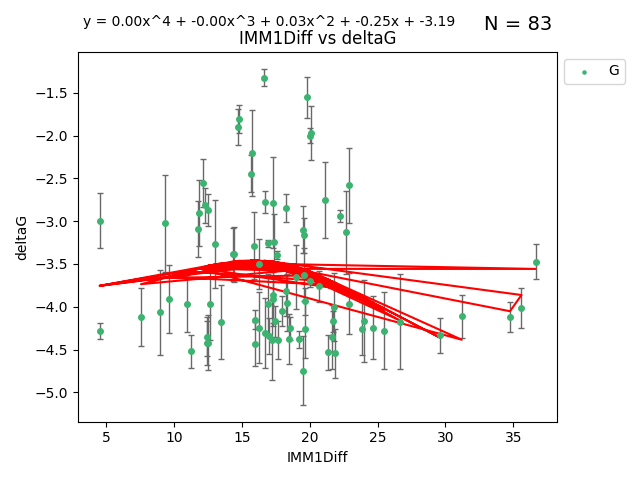 y = 0.00x^4 + -0.00x^3 + 0.03x^2 + -0.25x + -3.19
N = 83
IMM1Diff vs deltaG
G
deltaG
−1.5
−2.0
−2.5
−3.0
−3.5
−4.0
−4.5
−5.0
5 10 15 20 25 30 35
IMM1Diff